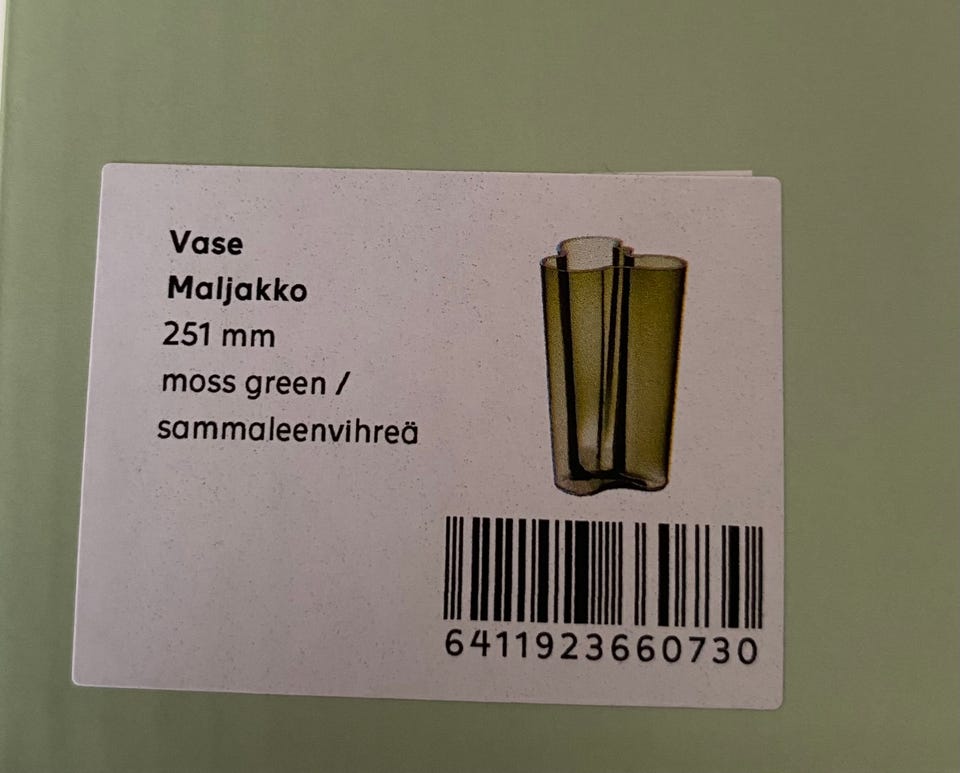 Vase
Maljakko
251 mm
moss green /
sammaleenvihreä
6411923660730